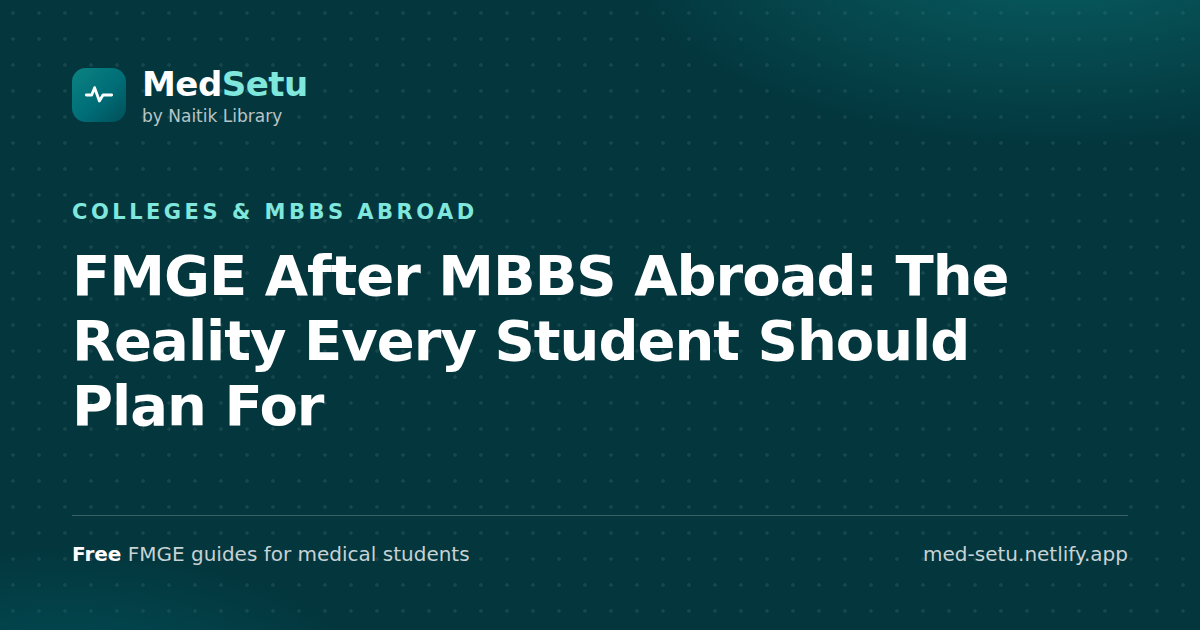 MedSetu
by Naitik Library
COLLEGES & MBBS ABROAD
FMGE After MBBS Abroad: The
Reality Every Student Should
Plan For
Free FMGE guides for medical students
med-setu.netlify.app